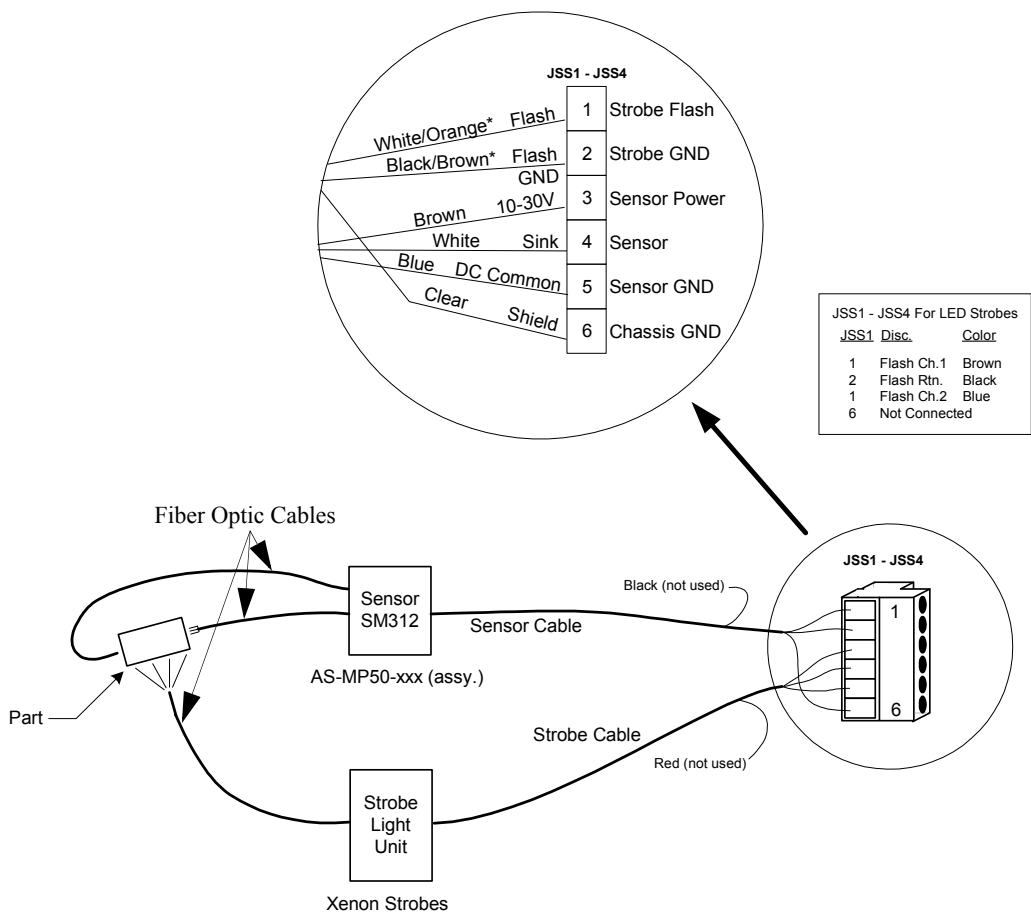 JSS1 - JSS4
White/Orange* Flash
1 Strobe Flash
Black/Brown* Flash
GND
2 Strobe GND
Brown 10-30V
3 Sensor Power
White Sink
4 Sensor
Blue DC Common
5 Sensor GND
Clear Shield
6 Chassis GND
JSS1 - JSS4 For LED Strobes
JSS1 Disc. Color
1 Flash Ch.1 Brown
2 Flash Rtn. Black
1 Flash Ch.2 Blue
6 Not Connected
Fiber Optic Cables
JSS1 - JSS4
1
6
Black (not used)
Sensor
SM312
Sensor Cable
AS-MP50-xxx (assy.)
Part
Strobe Cable
Red (not used)
Strobe
Light
Unit
Xenon Strobes